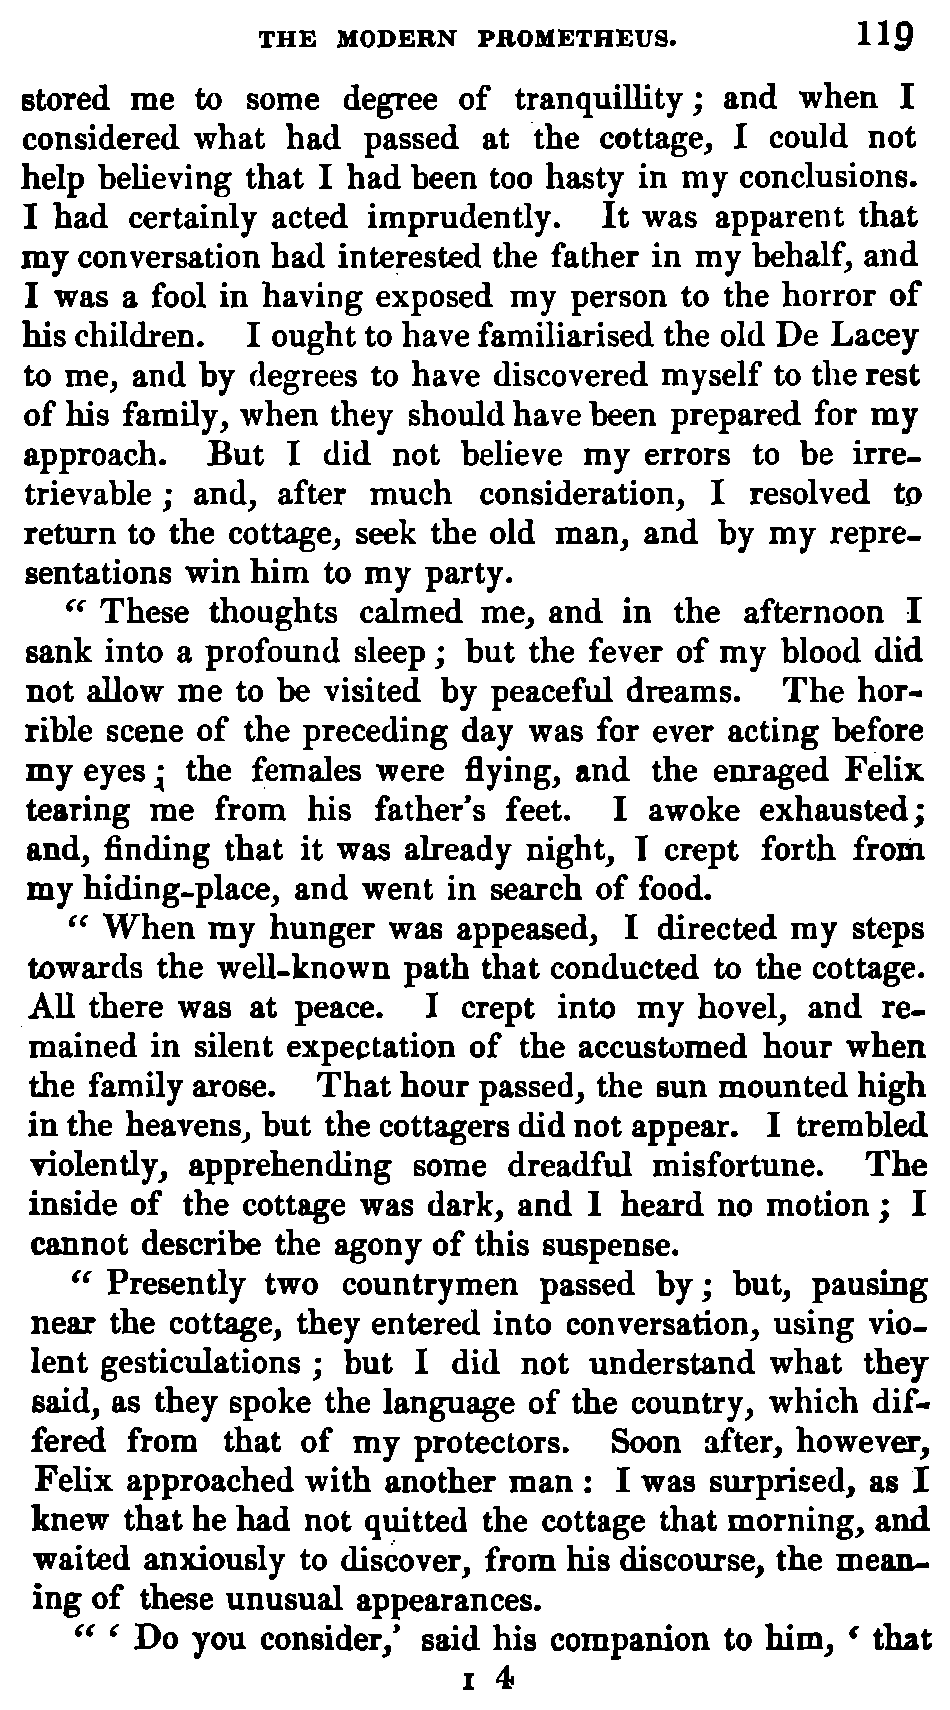 THE MODERN PROMETHEUS. 119
stored me to some degree of tranquillity ; and when I
considered what had passed at the cottage, I could not
help believing that I had been too hasty in my conclusions.
I had certainly acted imprudently. It was apparent that
my conversation had interested the father in my behalf, and
I was a fool in having exposed my person to the horror of
his children. I ought to have familiarised the old De Lacey
to me, and by degrees to have discovered myself to the rest
of his family, when they should have been prepared for my
approach. But I did not believe my errors to be irre-
trievable ; and, after much consideration, I resolved to
return to the cottage, seek the old man, and by my repre-
sentations win him to my party.
“ These thoughts calmed me, and in the afternoon I
sank into a profound sleep ; but the fever of my blood did
not allow me to be visited by peaceful dreams. The hor-
rible scene of the preceding day was for ever acting before
my eyes ; the females were flying, and the enraged Felix
tearing me from his father’s feet. I awoke exhausted ;
and, finding that it was already night, I crept forth from
my hiding-place, and went in search of food.
“ When my hunger was appeased, I directed my steps
towards the well-known path that conducted to the cottage.
All there was at peace. I crept into my hovel, and re-
mained in silent expectation of the accustomed hour when
the family arose. That hour passed, the sun mounted high
in the heavens, but the cottagers did not appear. I trembled
violently, apprehending some dreadful misfortune. The
inside of the cottage was dark, and I heard no motion ; I
cannot describe the agony of this suspense.
“ Presently two countrymen passed by ; but, pausing
near the cottage, they entered into conversation, using vio-
lent gesticulations ; but I did not understand what they
said, as they spoke the language of the country, which dif-
fered from that of my protectors. Soon after, however,
Felix approached with another man : I was surprised, as I
knew that he had not quitted the cottage that morning, and
waited anxiously to discover, from his discourse, the mean-
ing of these unusual appearances.
“ ‘ Do you consider,’ said his companion to him, ‘ that
I 4